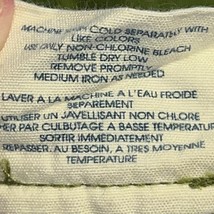 MACHINE WASH COLD SEPARATELY WITH
LIKE COLORS
USE ONLY NON-CHLORINE BLEACH
TUMBLE DRY LOW
REMOVE PROMPTLY
MEDIUM IRON AS NEEDED
LAVER A LA MACHINE A L'EAU FROIDE
SEPAREMENT
UTILISER UN JAVELLISANT NON CHLORE
HER PAR CULBUTAGE A BASSE TEMPERATUR
SORTIR IMMEDIATEMENT
REPASSER, AU BESOIN, A TRES MOYENNE
TEMPERATURE